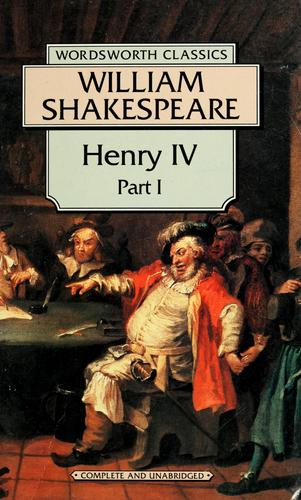 WORDSWORTH CLASSICS
WILLIAM
SHAKESPEARE
Henry IV
Part I
· COMPLETE AND UNABRIDGED ·